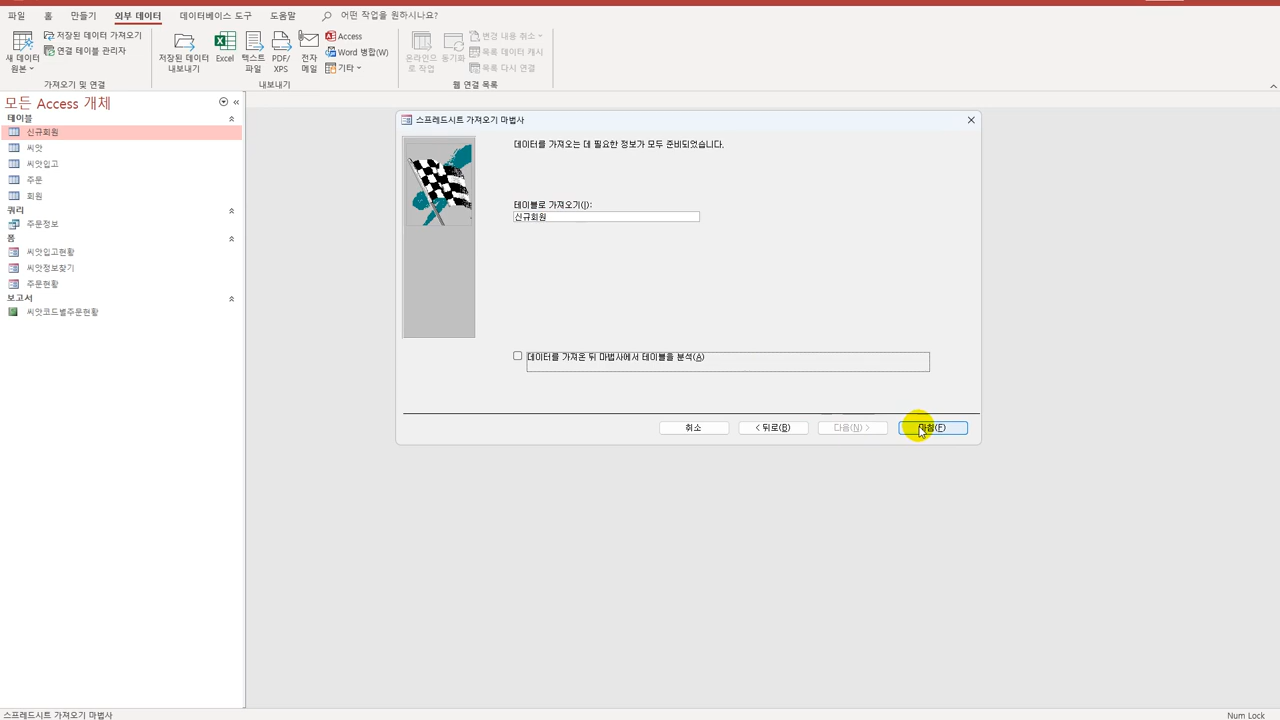 파일 홈 만들기 외부 데이터 데이터베이스 도구 도움말 어떤 작업을 원하시나요?
새 데이터 원본
저장된 데이터 가져오기
연결 테이블 관리자
가져오기 및 연결
저장된 데이터 내보내기
Excel
텍스트 파일
PDF/XPS
전자 메일
Access
Word 병합(W)
기타
내보내기
온라인으로 작업
동기화
변경 내용 취소
목록 데이터 캐시
목록 다시 연결
웹 연결 목록
모든 Access 개체
테이블
신규회원
씨앗
씨앗입고
주문
회원
쿼리
주문정보
폼
씨앗입고현황
씨앗정보찾기
주문현황
보고서
씨앗코드별주문현황
스프레드시트 가져오기 마법사
데이터를 가져오는 데 필요한 정보가 모두 준비되었습니다.
테이블로 가져오기(I):
신규회원
데이터를 가져온 뒤 마법사에서 테이블을 분석(A)
취소 < 뒤로(B) 다음(N) > 마침(F)
스프레드시트 가져오기 마법사 Num Lock